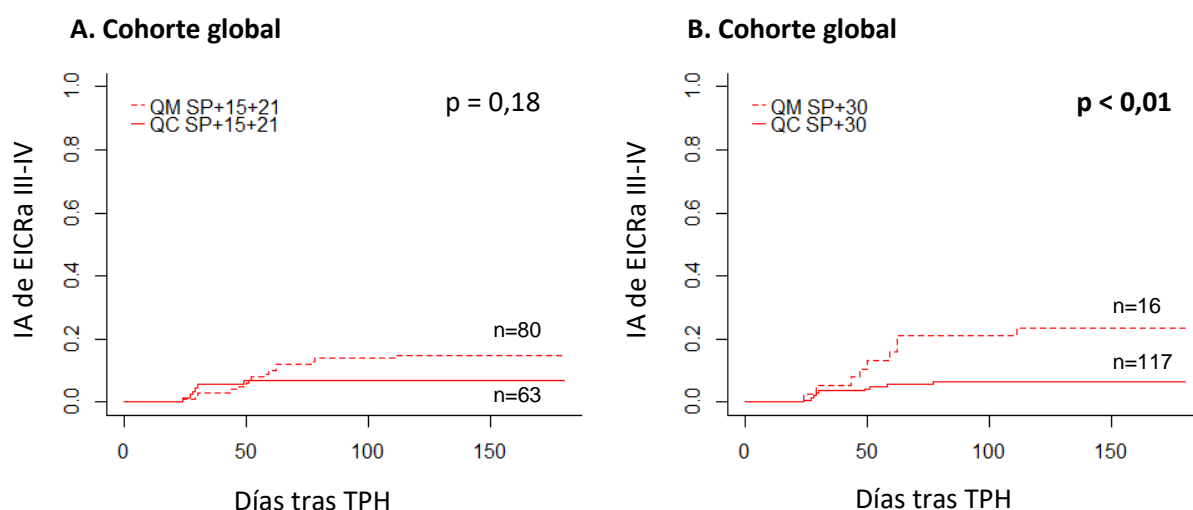 A. Cohorte global
IA de EICRa III-IV
1.0
0.8
0.6
0.4
0.2
0.0
QM SP+15+21
QC SP+15+21
p = 0,18
n=80
n=63
0 50 100 150
Días tras TPH
B. Cohorte global
IA de EICRa III-IV
1.0
0.8
0.6
0.4
0.2
0.0
QM SP+30
QC SP+30
p < 0,01
n=16
n=117
0 50 100 150
Días tras TPH